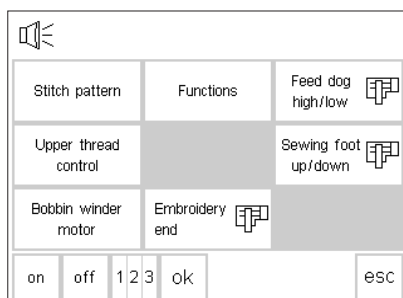 Stitch pattern
Functions
Feed dog
high/low
Upper thread
control
Sewing foot
up/down
Bobbin winder
motor
Embroidery
end
on off 1 2 3 ok esc